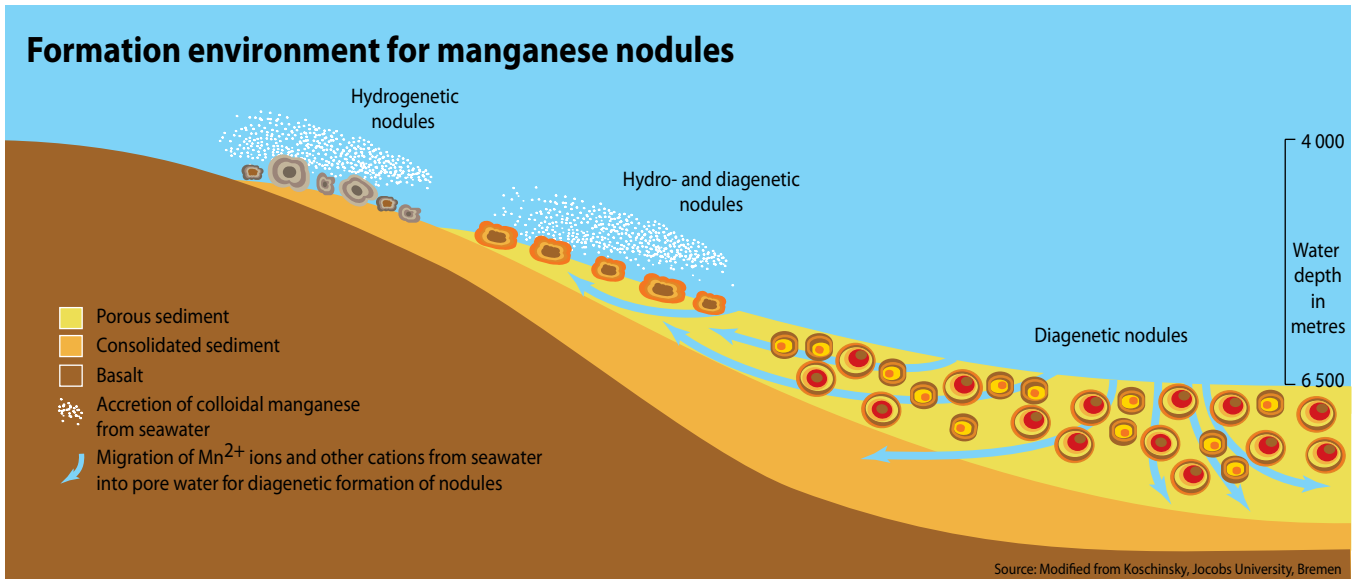 Formation environment for manganese nodules
Hydrogenetic
nodules
Hydro- and diagenetic
nodules
4 000
Water
depth
in
metres
Diagenetic nodules
6 500
Porous sediment
Consolidated sediment
Basalt
Accretion of colloidal manganese
from seawater
Migration of Mn2+ ions and other cations from seawater
into pore water for diagenetic formation of nodules
Source: Modified from Koschinsky, Jocobs University, Bremen